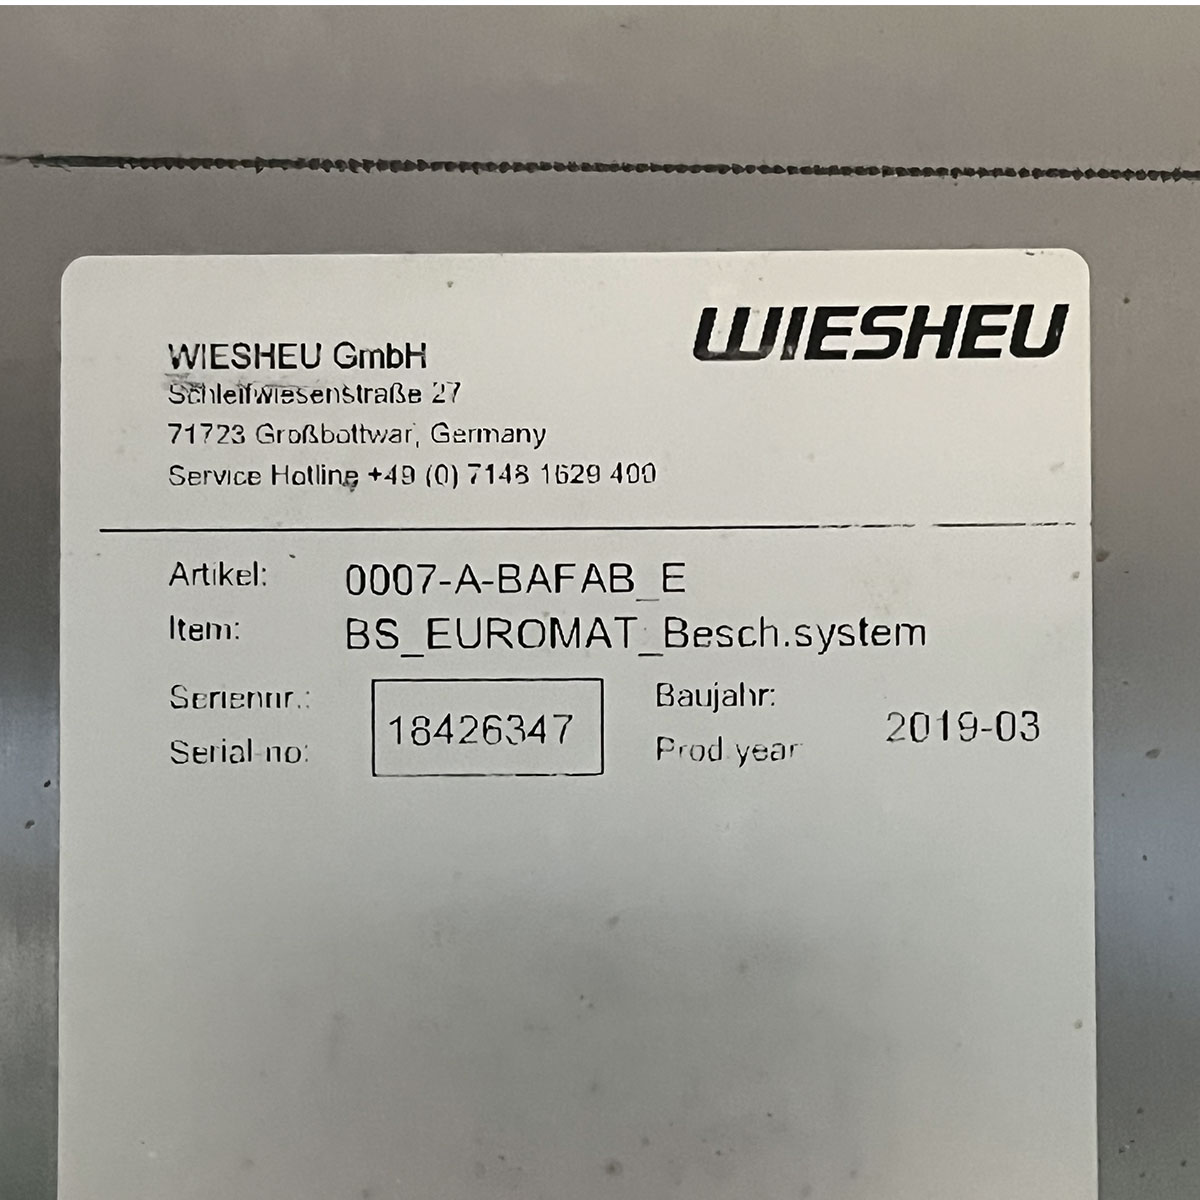 WIESHEU
WIESHEU GmbH
Schleifwiesenstraße 27
71723 Großbottwar, Germany
Service Hotline +49 (0) 7148 1629 400
Artikel: 0007-A-BAFAB_E
Item: BS_EUROMAT_Besch.system
Seriennr.: Baujahr:
18426347 2019-03
Serial-no: Prod year